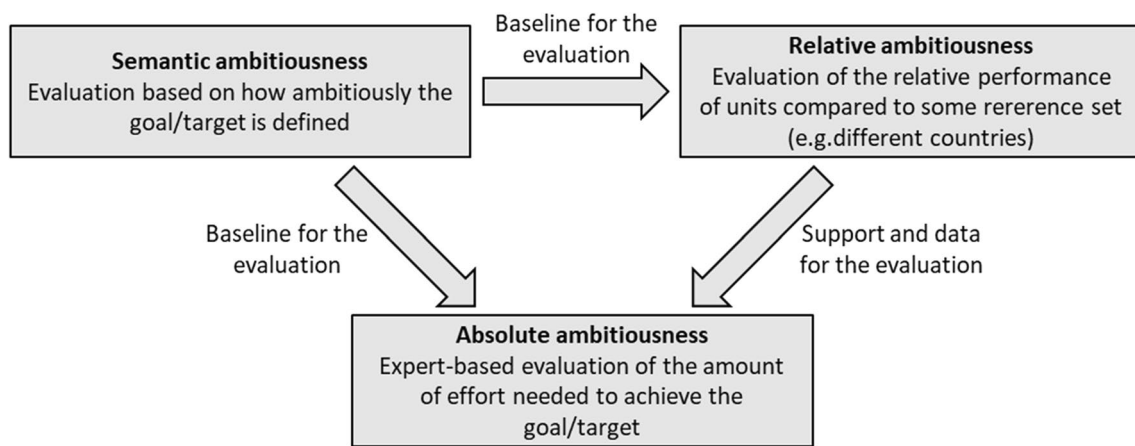 Semantic ambitiousness
Evaluation based on how ambitiously the
goal/target is defined
Baseline for the
evaluation
Relative ambitiousness
Evaluation of the relative performance
of units compared to some rererence set
(e.g.different countries)
Baseline for the
evaluation
Support and data
for the evaluation
Absolute ambitiousness
Expert-based evaluation of the amount
of effort needed to achieve the
goal/target